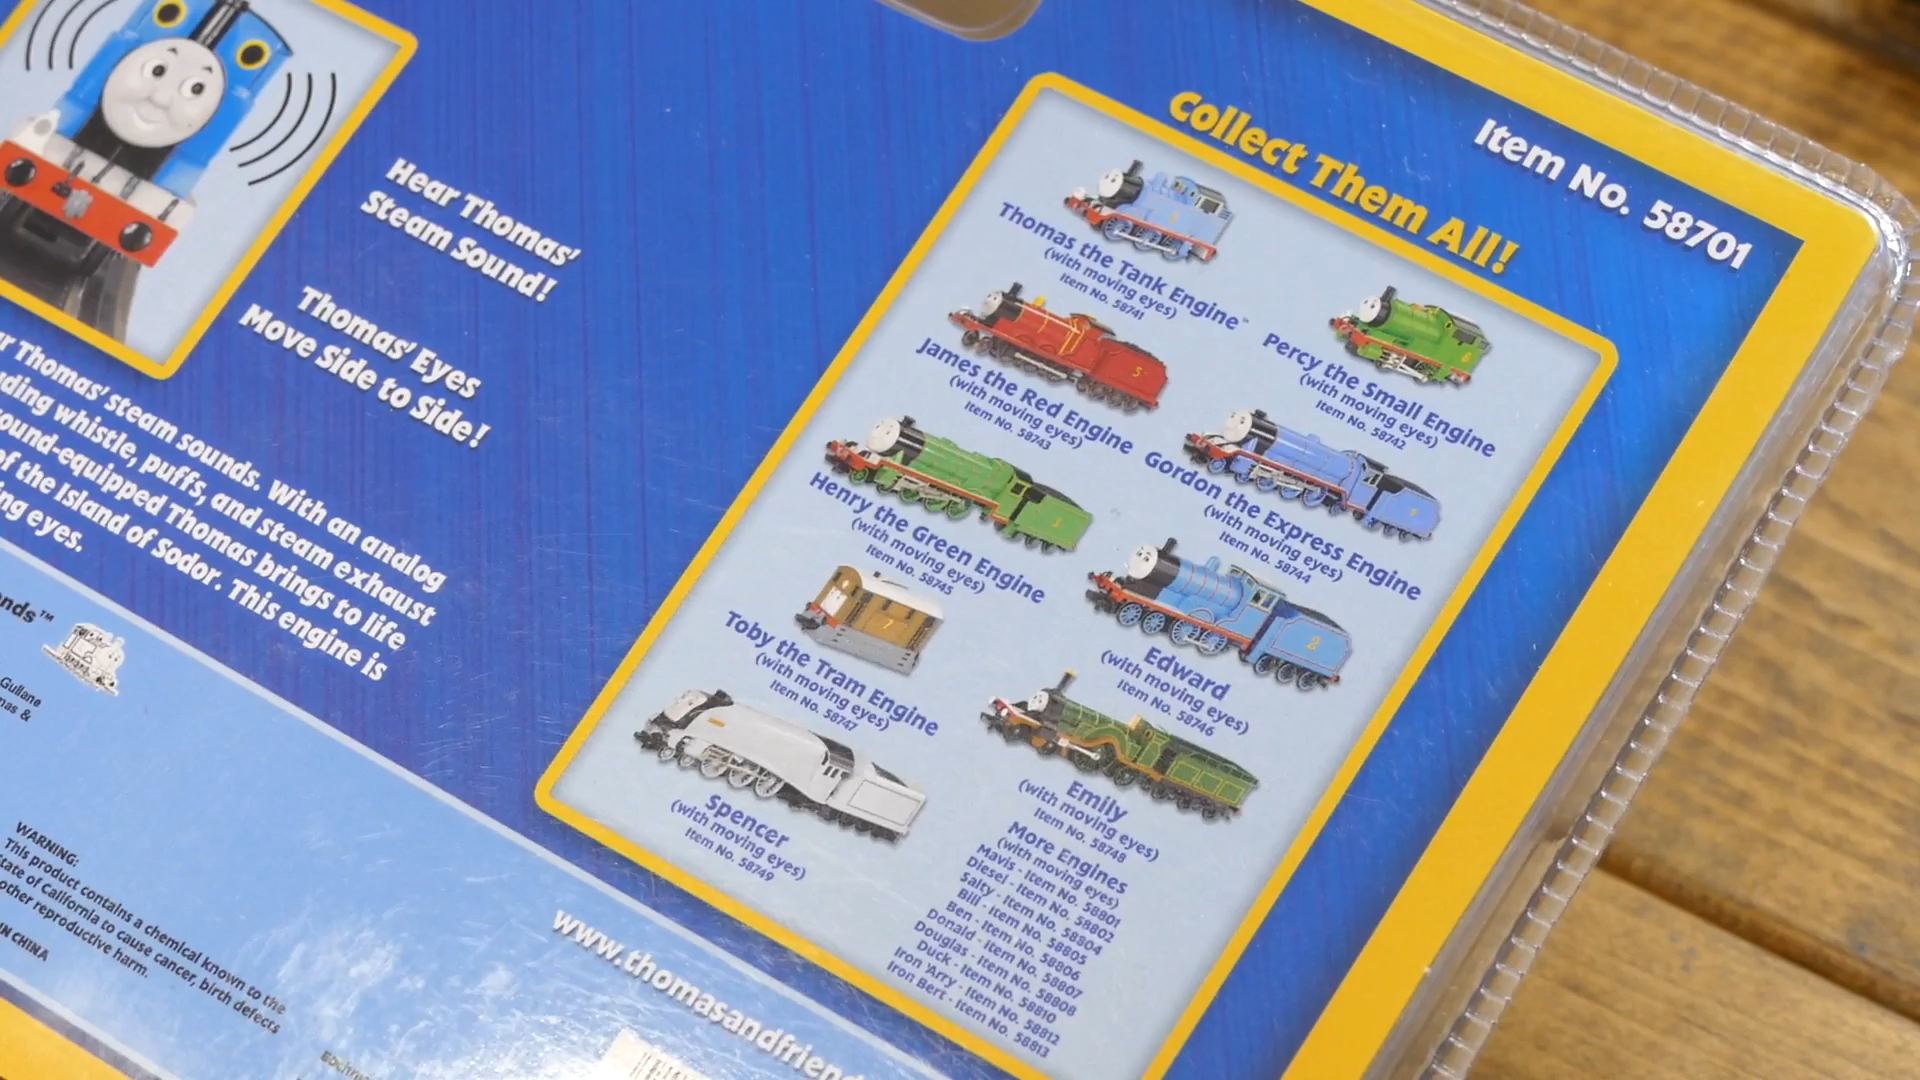 Item No. 58701
Collect Them All!
Hear Thomas'
Steam Sound!
Thomas' Eyes
Move Side to Side!
Thomas' steam sounds. With an analog
whistle, puffs, and steam exhaust
sound-equipped Thomas brings to life
of the Island of Sodor. This engine is
eyes.
Gullane
WARNING:
This product contains a chemical known to the
State of California to cause cancer, birth defects
other reproductive harm.
IN CHINA
www.thomasandfriend
Thomas the Tank Engine™
(with moving eyes)
Item No. 58741
Percy the Small Engine
(with moving eyes)
Item No. 58742
James the Red Engine
(with moving eyes)
Item No. 58743
Gordon the Express Engine
(with moving eyes)
Item No. 58744
Henry the Green Engine
(with moving eyes)
Item No. 58745
Edward
(with moving eyes)
Item No. 58746
Toby the Tram Engine
(with moving eyes)
Item No. 58747
Emily
(with moving eyes)
Item No. 58748
Spencer
(with moving eyes)
Item No. 58749
More Engines
(with moving eyes)
Mavis - Item No. 58801
Diesel - Item No. 58802
Salty - Item No. 58804
Bill - Item No. 58805
Ben - Item No. 58806
Donald - Item No. 58807
Douglas - Item No. 58808
Duck - Item No. 58810
Iron 'Arry - Item No. 58812
Iron Bert - Item No. 58813